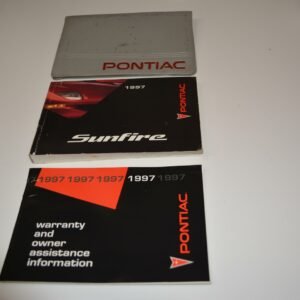 PONTIAC
1997
Sunfire
PONTIAC
1997 1997 1997 1997 1997
warranty
and
owner
assistance
information
PONTIAC